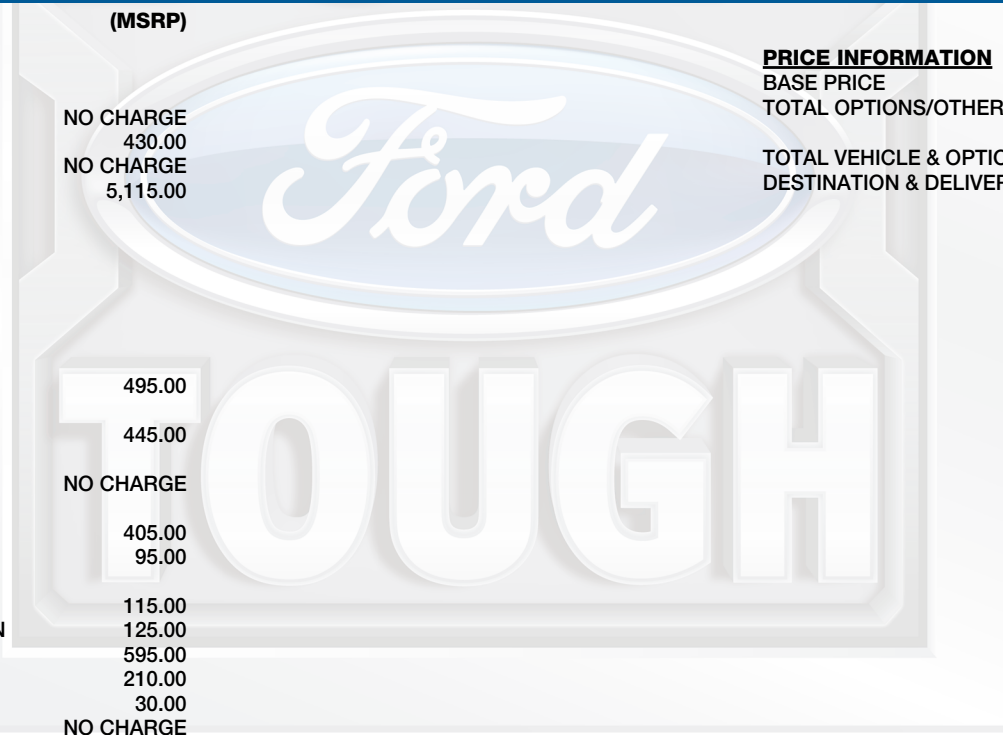 (MSRP)
NO CHARGE
430.00
NO CHARGE
5,115.00
495.00
445.00
NO CHARGE
405.00
95.00
115.00
N 125.00
595.00
210.00
30.00
NO CHARGE
PRICE INFORMATION
BASE PRICE
TOTAL OPTIONS/OTHER
TOTAL VEHICLE & OPTIO
DESTINATION & DELIVER
Ford
TOUGH